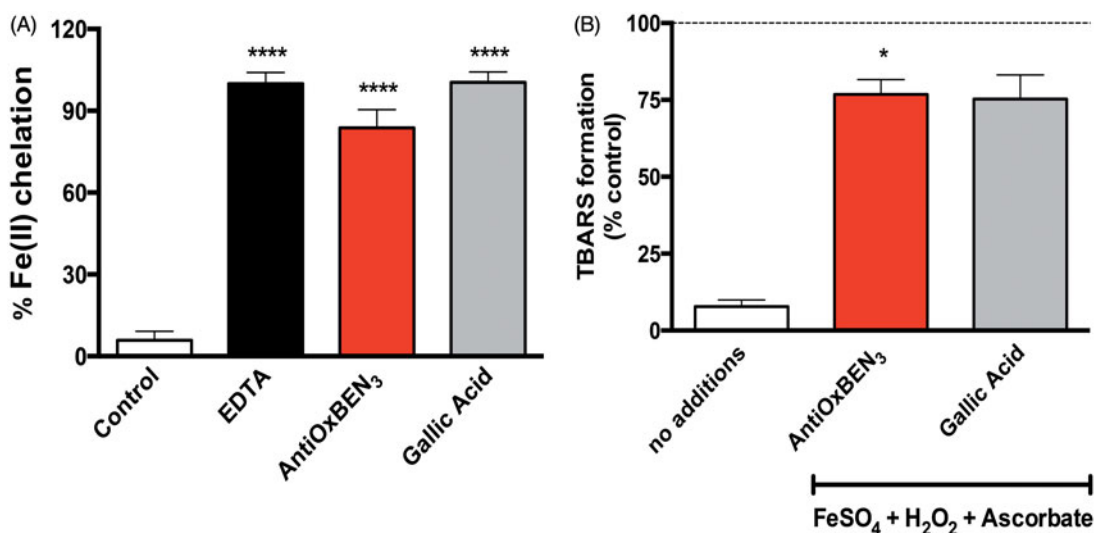 (A)
% Fe(II) chelation
120
90
60
30
0
****
****
****
Control
EDTA
AntiOxBEN₃
Gallic Acid
(B)
TBARS formation
(% control)
100
75
50
25
0
*
no additions
AntiOxBEN₃
Gallic Acid
FeSO₄ + H₂O₂ + Ascorbate